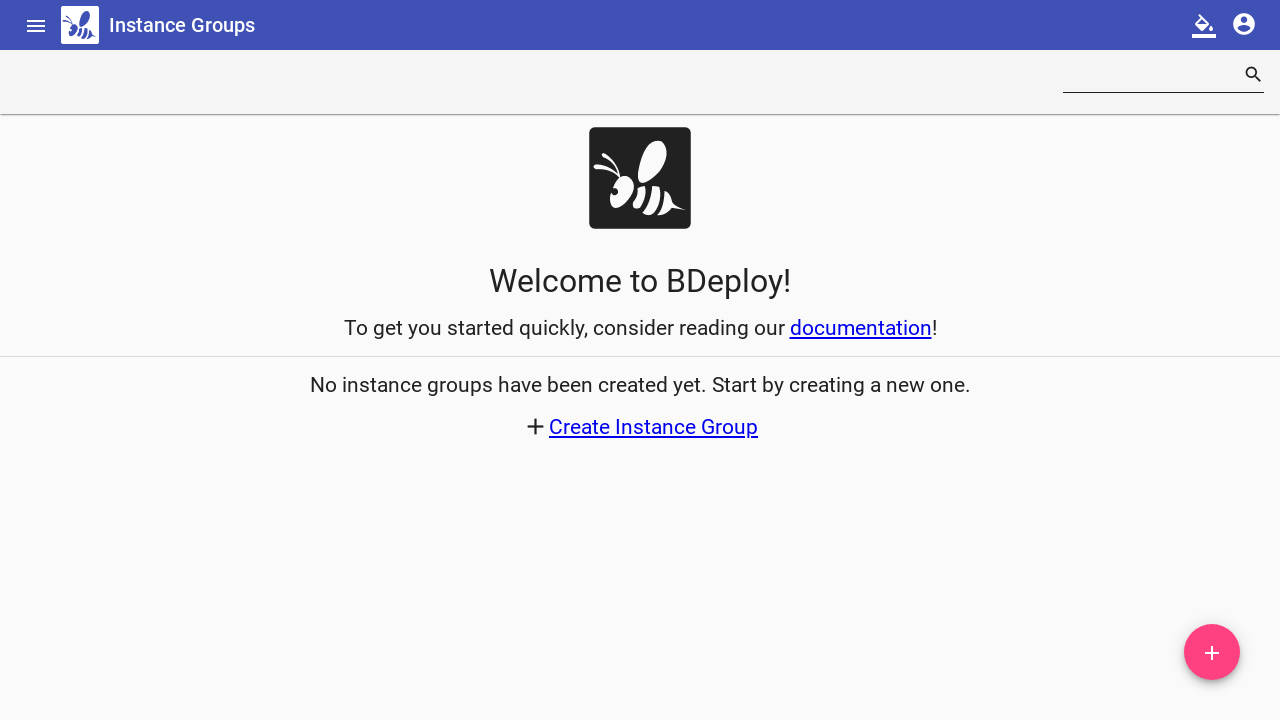 Instance Groups
Welcome to BDeploy!
To get you started quickly, consider reading our documentation!
No instance groups have been created yet. Start by creating a new one.
Create Instance Group